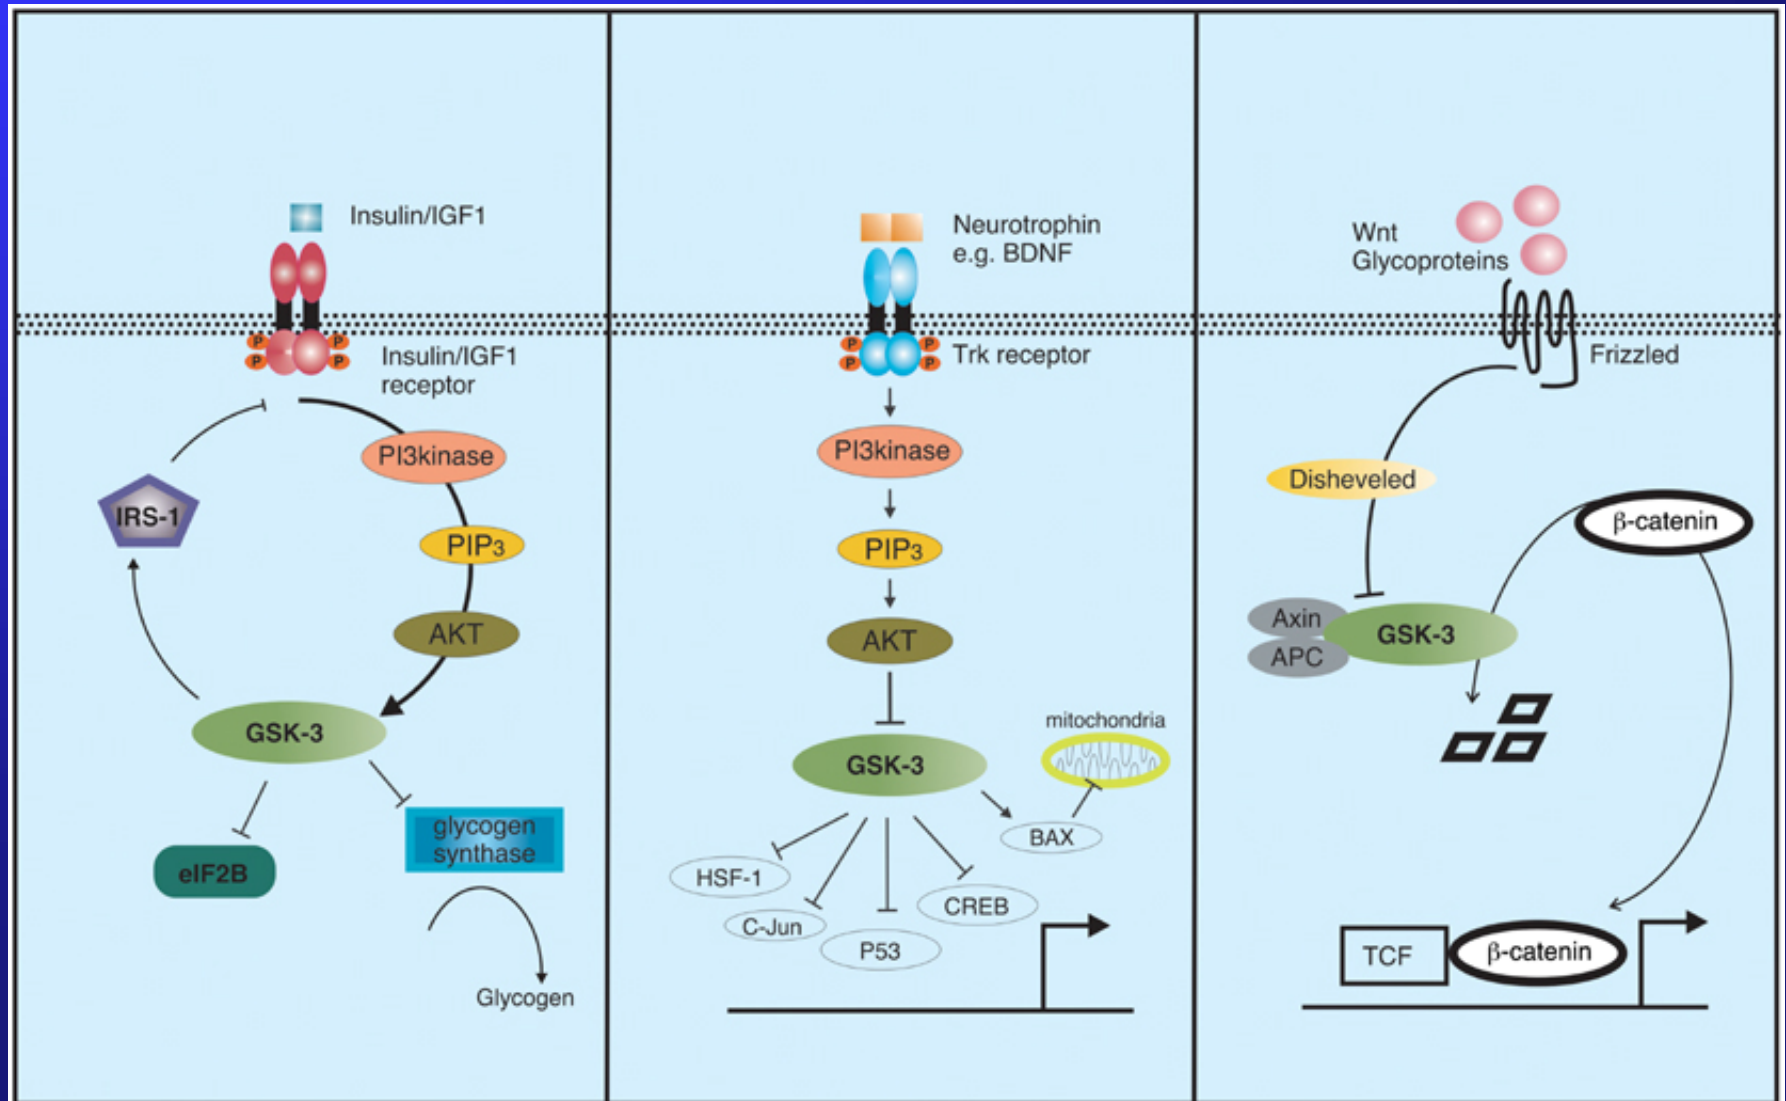 Insulin/IGF1
P
P
P
P
Insulin/IGF1
receptor
PI3kinase
IRS-1
PIP3
AKT
GSK-3
glycogen
synthase
eIF2B
Glycogen
Neurotrophin
e.g. BDNF
P
P
P
P
Trk receptor
PI3kinase
PIP3
AKT
mitochondria
GSK-3
BAX
HSF-1
CREB
C-Jun
P53
Wnt
Glycoproteins
Frizzled
Disheveled
β-catenin
Axin
GSK-3
APC
TCF
β-catenin